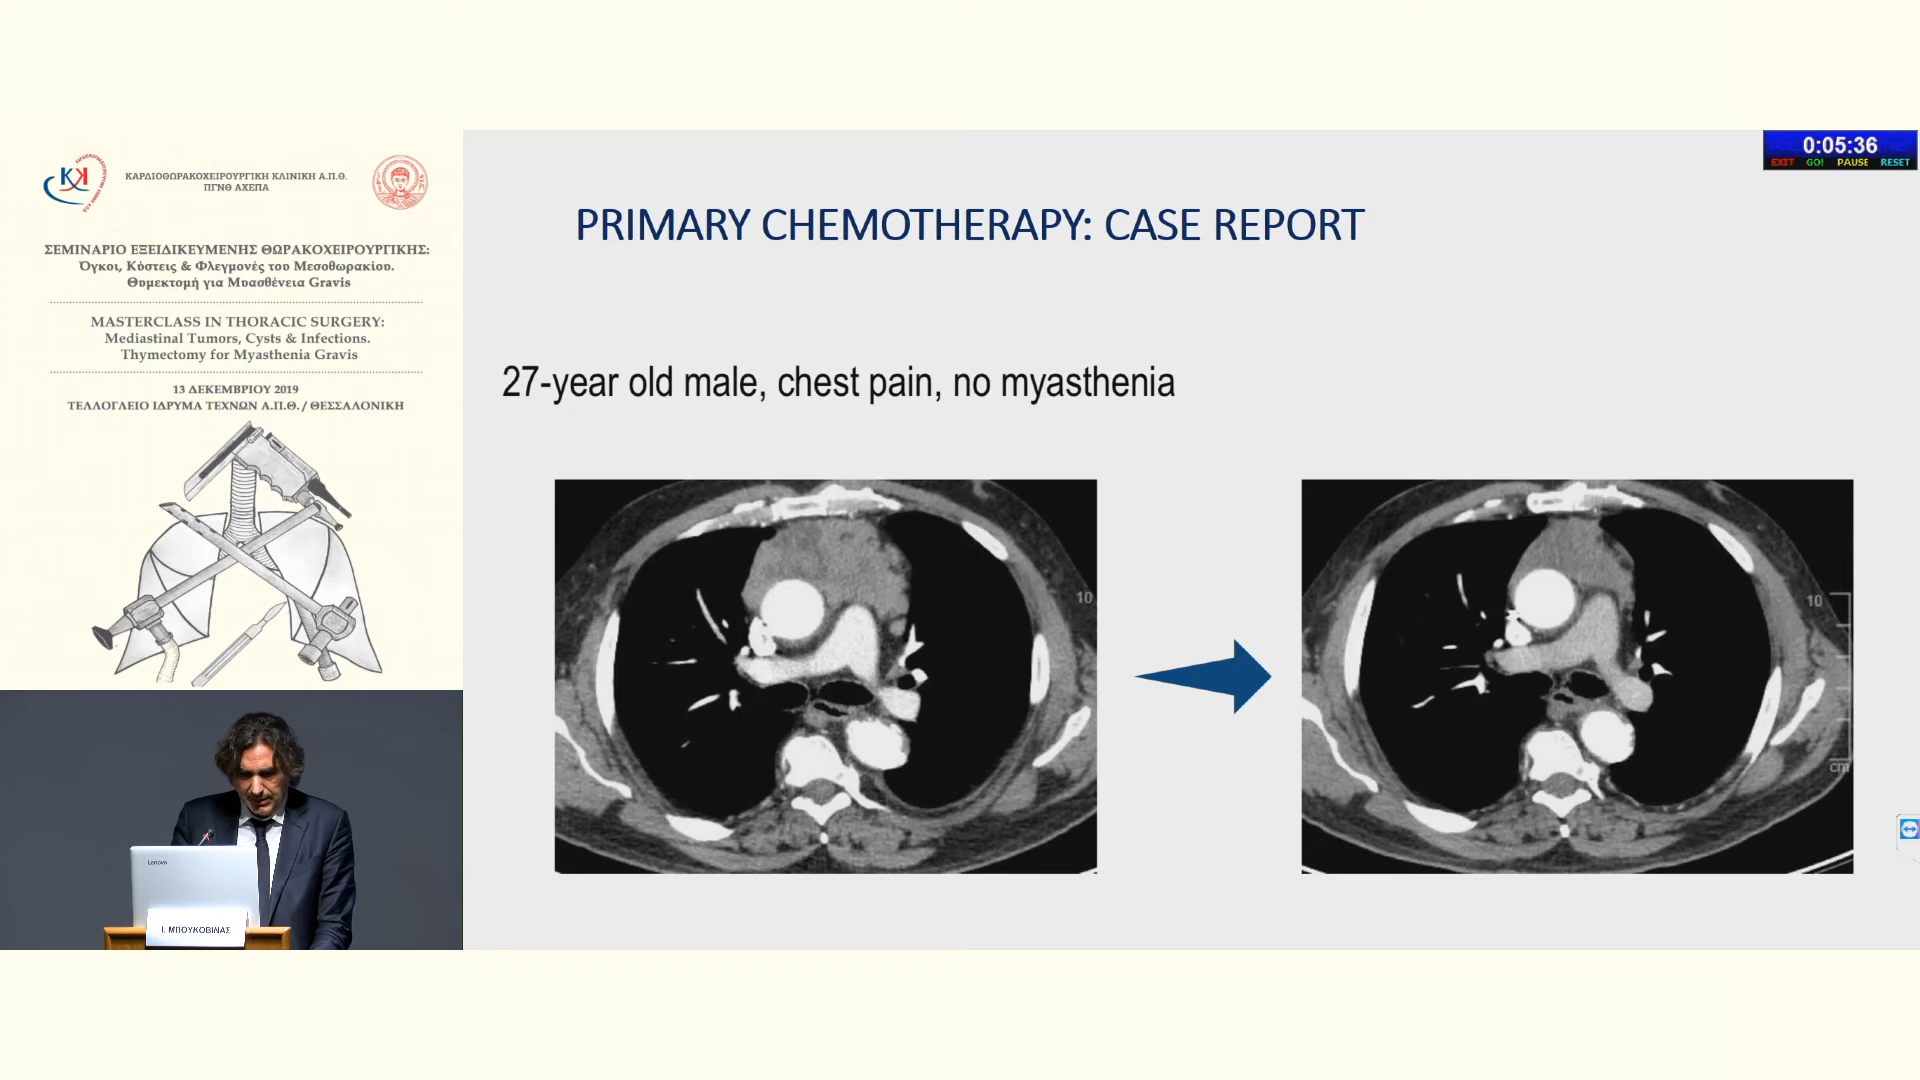 ΚΑΡΔΙΟΘΩΡΑΚΟΧΕΙΡΟΥΡΓΙΚΗ ΚΛΙΝΙΚΗ Α.Π.Θ.
ΠΓΝΘ ΑΧΕΠΑ
ΣΕΜΙΝΑΡΙΟ ΕΞΕΙΔΙΚΕΥΜΕΝΗΣ ΘΩΡΑΚΟΧΕΙΡΟΥΡΓΙΚΗΣ:
Όγκοι, Κύστεις & Φλεγμονές του Μεσοθωρακίου.
Θυμεκτομή για Μυασθένεια Gravis
MASTERCLASS IN THORACIC SURGERY:
Mediastinal Tumors, Cysts & Infections.
Thymectomy for Myasthenia Gravis
13 ΔΕΚΕΜΒΡΙΟΥ 2019
ΤΕΛΛΟΓΛΕΙΟ ΙΔΡΥΜΑ ΤΕΧΝΩΝ Α.Π.Θ. / ΘΕΣΣΑΛΟΝΙΚΗ
Lenovo
Ι. ΜΠΟΥΚΟΒΙΝΑΣ
0:05:36
EXIT GO! PAUSE RESET
PRIMARY CHEMOTHERAPY: CASE REPORT
27-year old male, chest pain, no myasthenia
10
10
cm